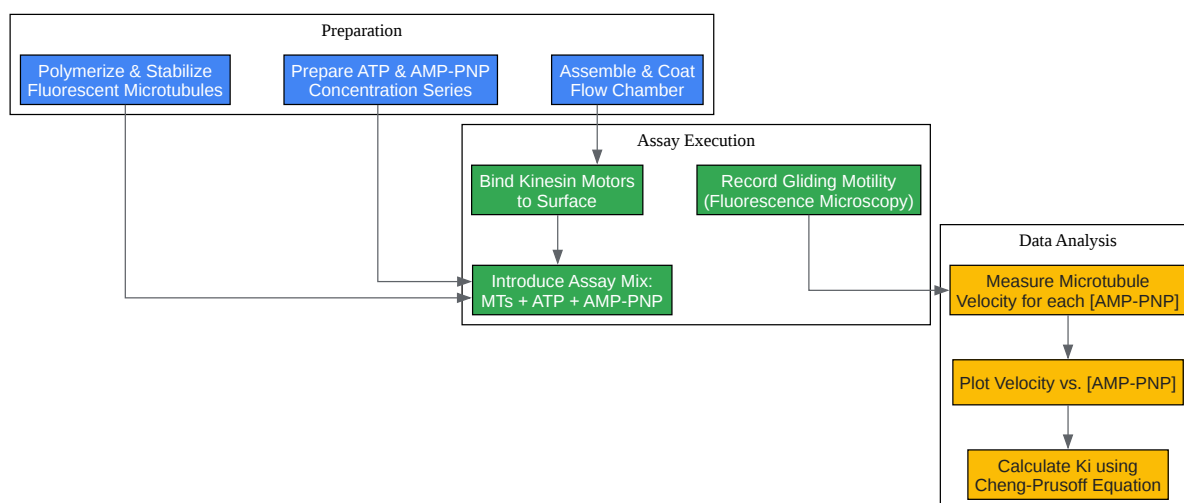 Preparation
Polymerize & Stabilize
Fluorescent Microtubules
Prepare ATP & AMP-PNP
Concentration Series
Assemble & Coat
Flow Chamber
Assay Execution
Bind Kinesin Motors
to Surface
Record Gliding Motility
(Fluorescence Microscopy)
Introduce Assay Mix:
MTs + ATP + AMP-PNP
Data Analysis
Measure Microtubule
Velocity for each [AMP-PNP]
Plot Velocity vs. [AMP-PNP]
Calculate Ki using
Cheng-Prusoff Equation